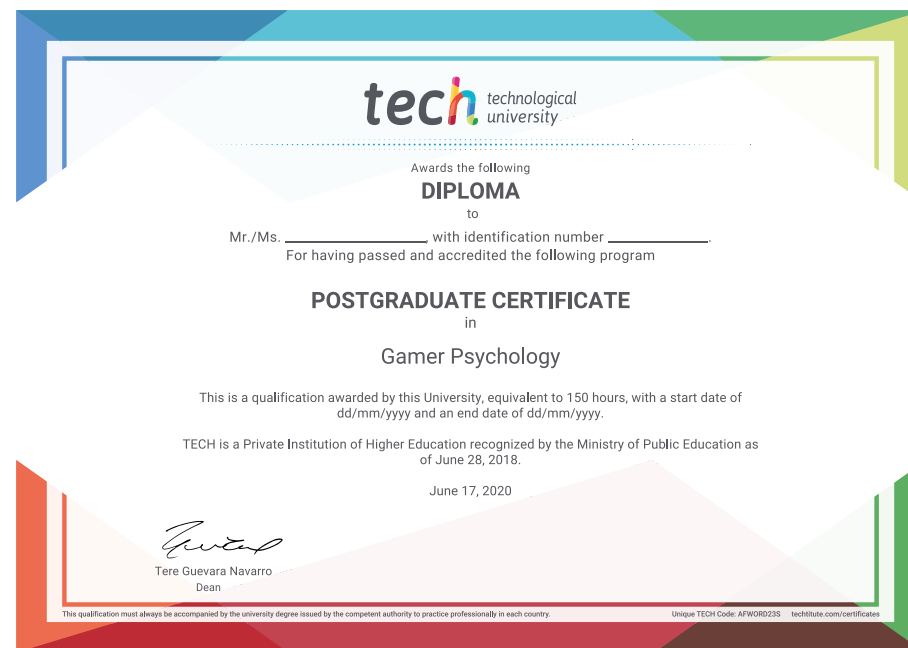 tech technological
university
Awards the following
DIPLOMA
to
Mr./Ms. ____________________, with identification number ______________.
For having passed and accredited the following program
POSTGRADUATE CERTIFICATE
in
Gamer Psychology
This is a qualification awarded by this University, equivalent to 150 hours, with a start date of
dd/mm/yyyy and an end date of dd/mm/yyyy.
TECH is a Private Institution of Higher Education recognized by the Ministry of Public Education as
of June 28, 2018.
June 17, 2020
Tere Guevara Navarro
Dean
This qualification must always be accompanied by the university degree issued by the competent authority to practice professionally in each country. Unique TECH Code: AFWORD23S techtitute.com/certificates